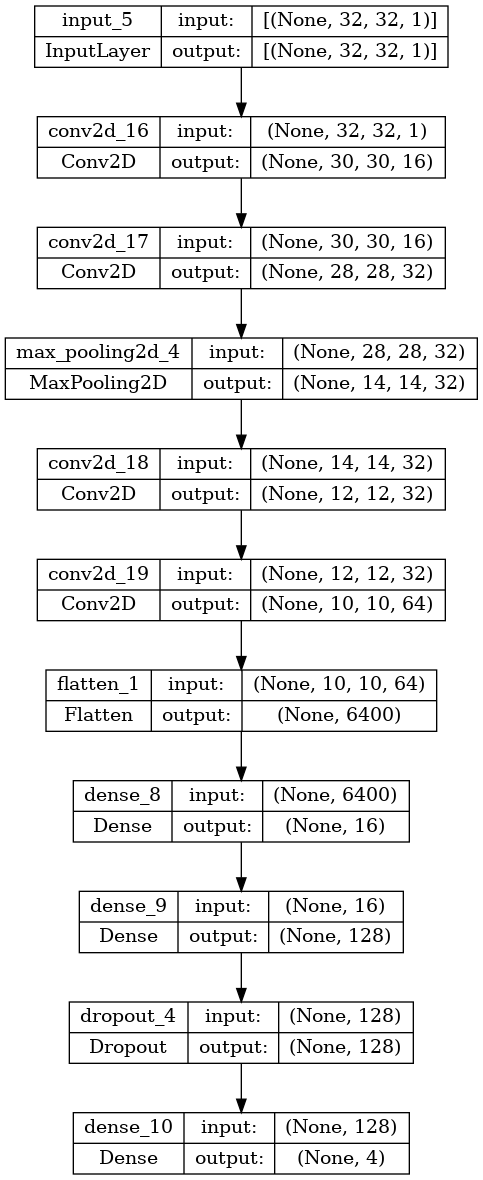 input_5 input: [(None, 32, 32, 1)]
InputLayer output: [(None, 32, 32, 1)]
conv2d_16 input: (None, 32, 32, 1)
Conv2D output: (None, 30, 30, 16)
conv2d_17 input: (None, 30, 30, 16)
Conv2D output: (None, 28, 28, 32)
max_pooling2d_4 input: (None, 28, 28, 32)
MaxPooling2D output: (None, 14, 14, 32)
conv2d_18 input: (None, 14, 14, 32)
Conv2D output: (None, 12, 12, 32)
conv2d_19 input: (None, 12, 12, 32)
Conv2D output: (None, 10, 10, 64)
flatten_1 input: (None, 10, 10, 64)
Flatten output: (None, 6400)
dense_8 input: (None, 6400)
Dense output: (None, 16)
dense_9 input: (None, 16)
Dense output: (None, 128)
dropout_4 input: (None, 128)
Dropout output: (None, 128)
dense_10 input: (None, 128)
Dense output: (None, 4)